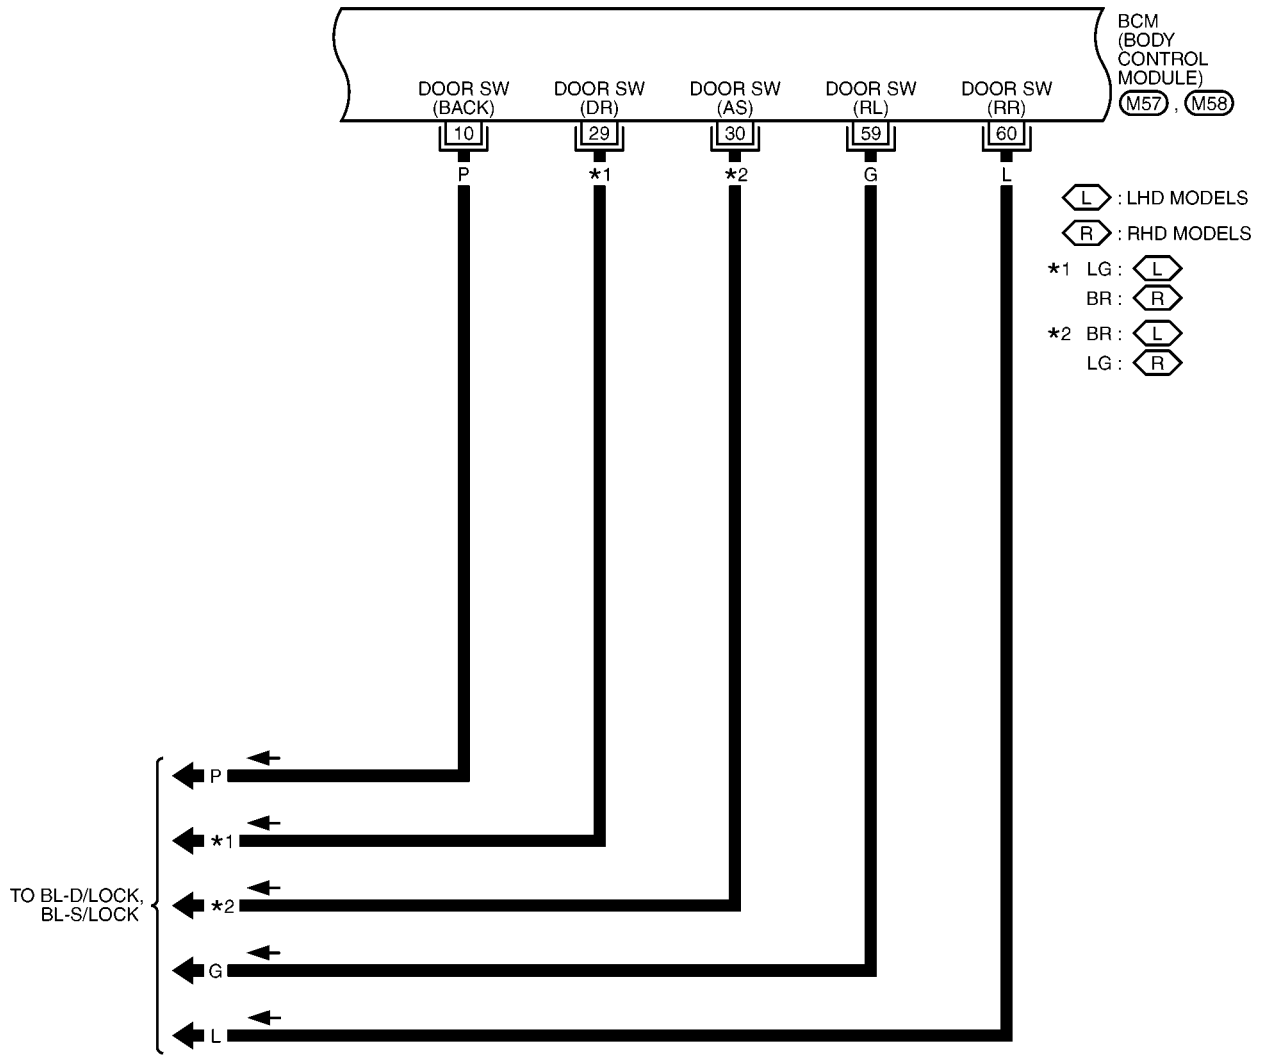 BCM
(BODY
CONTROL
MODULE)
M57 , M58
DOOR SW
(BACK)
DOOR SW
(DR)
DOOR SW
(AS)
DOOR SW
(RL)
DOOR SW
(RR)
10 29 30 59 60
P *1 *2 G L
L : LHD MODELS
R : RHD MODELS
*1 LG : L
BR : R
*2 BR : L
LG : R
P
*1
*2
G
L
TO BL-D/LOCK,
BL-S/LOCK